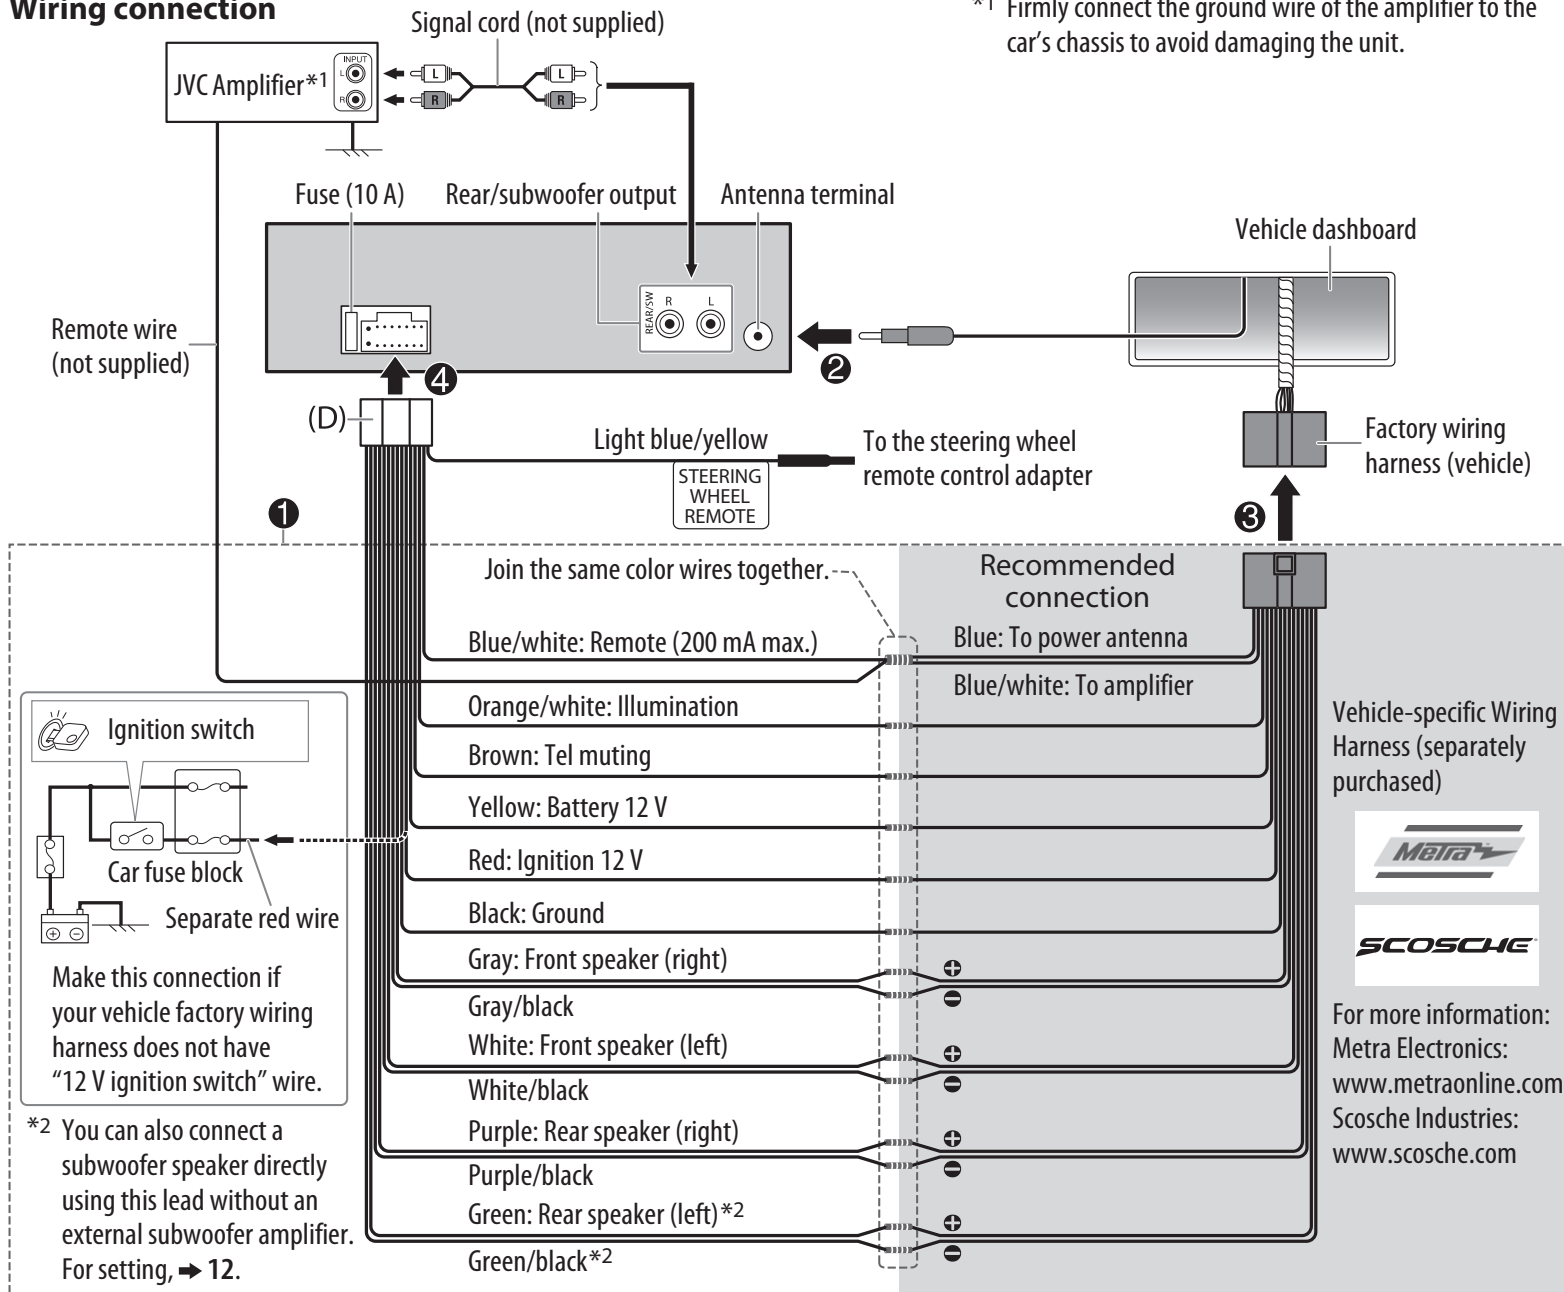 Wiring connection
Signal cord (not supplied)
*1 Firmly connect the ground wire of the amplifier to the
car's chassis to avoid damaging the unit.
JVC Amplifier*1
INPUT
L
R
L
R
L
R
Fuse (10 A)
Rear/subwoofer output
Antenna terminal
Vehicle dashboard
REAR/SW
R
L
Remote wire
(not supplied)
2
4
(D)
Light blue/yellow
STEERING
WHEEL
REMOTE
To the steering wheel
remote control adapter
Factory wiring
harness (vehicle)
1
3
Join the same color wires together.
Recommended
connection
Blue/white: Remote (200 mA max.)
Blue: To power antenna
Blue/white: To amplifier
Orange/white: Illumination
Brown: Tel muting
Yellow: Battery 12 V
Red: Ignition 12 V
Black: Ground
Gray: Front speaker (right)
Gray/black
White: Front speaker (left)
White/black
Purple: Rear speaker (right)
Purple/black
Green: Rear speaker (left)*2
Green/black*2
Ignition switch
Car fuse block
Separate red wire
Make this connection if
your vehicle factory wiring
harness does not have
“12 V ignition switch” wire.
*2 You can also connect a
subwoofer speaker directly
using this lead without an
external subwoofer amplifier.
For setting, ➡ 12.
Vehicle-specific Wiring
Harness (separately
purchased)
Metra
SCOSCHE
For more information:
Metra Electronics:
www.metraonline.com
Scosche Industries:
www.scosche.com